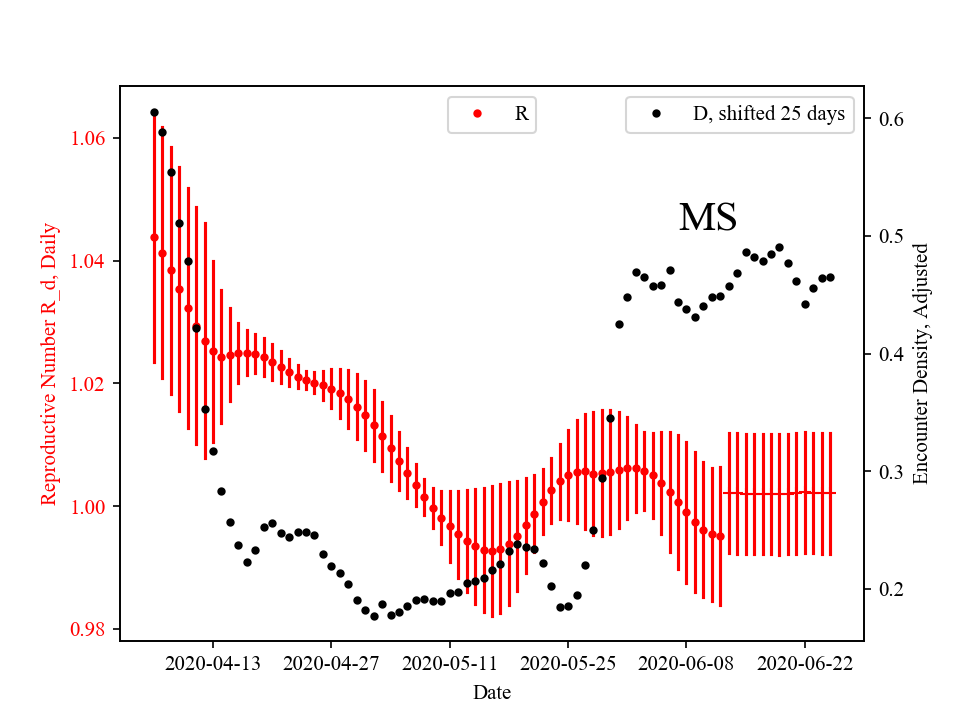 R
D, shifted 25 days
MS
Reproductive Number R_d, Daily
1.06
1.04
1.02
1.00
0.98
0.6
0.5
0.4
0.3
0.2
Encounter Density, Adjusted
2020-04-13 2020-04-27 2020-05-11 2020-05-25 2020-06-08 2020-06-22
Date